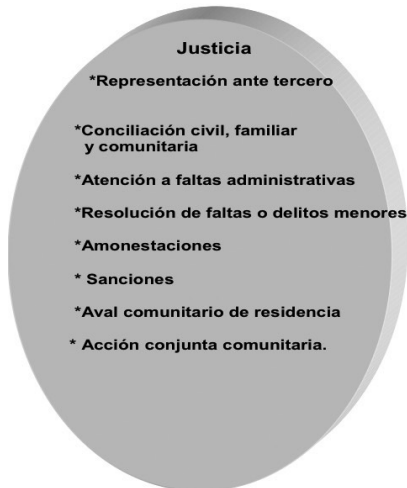 Justicia
*Representación ante tercero
*Conciliación civil, familiar
y comunitaria
*Atención a faltas administrativas
*Resolución de faltas o delitos menores
*Amonestaciones
* Sanciones
*Aval comunitario de residencia
* Acción conjunta comunitaria.